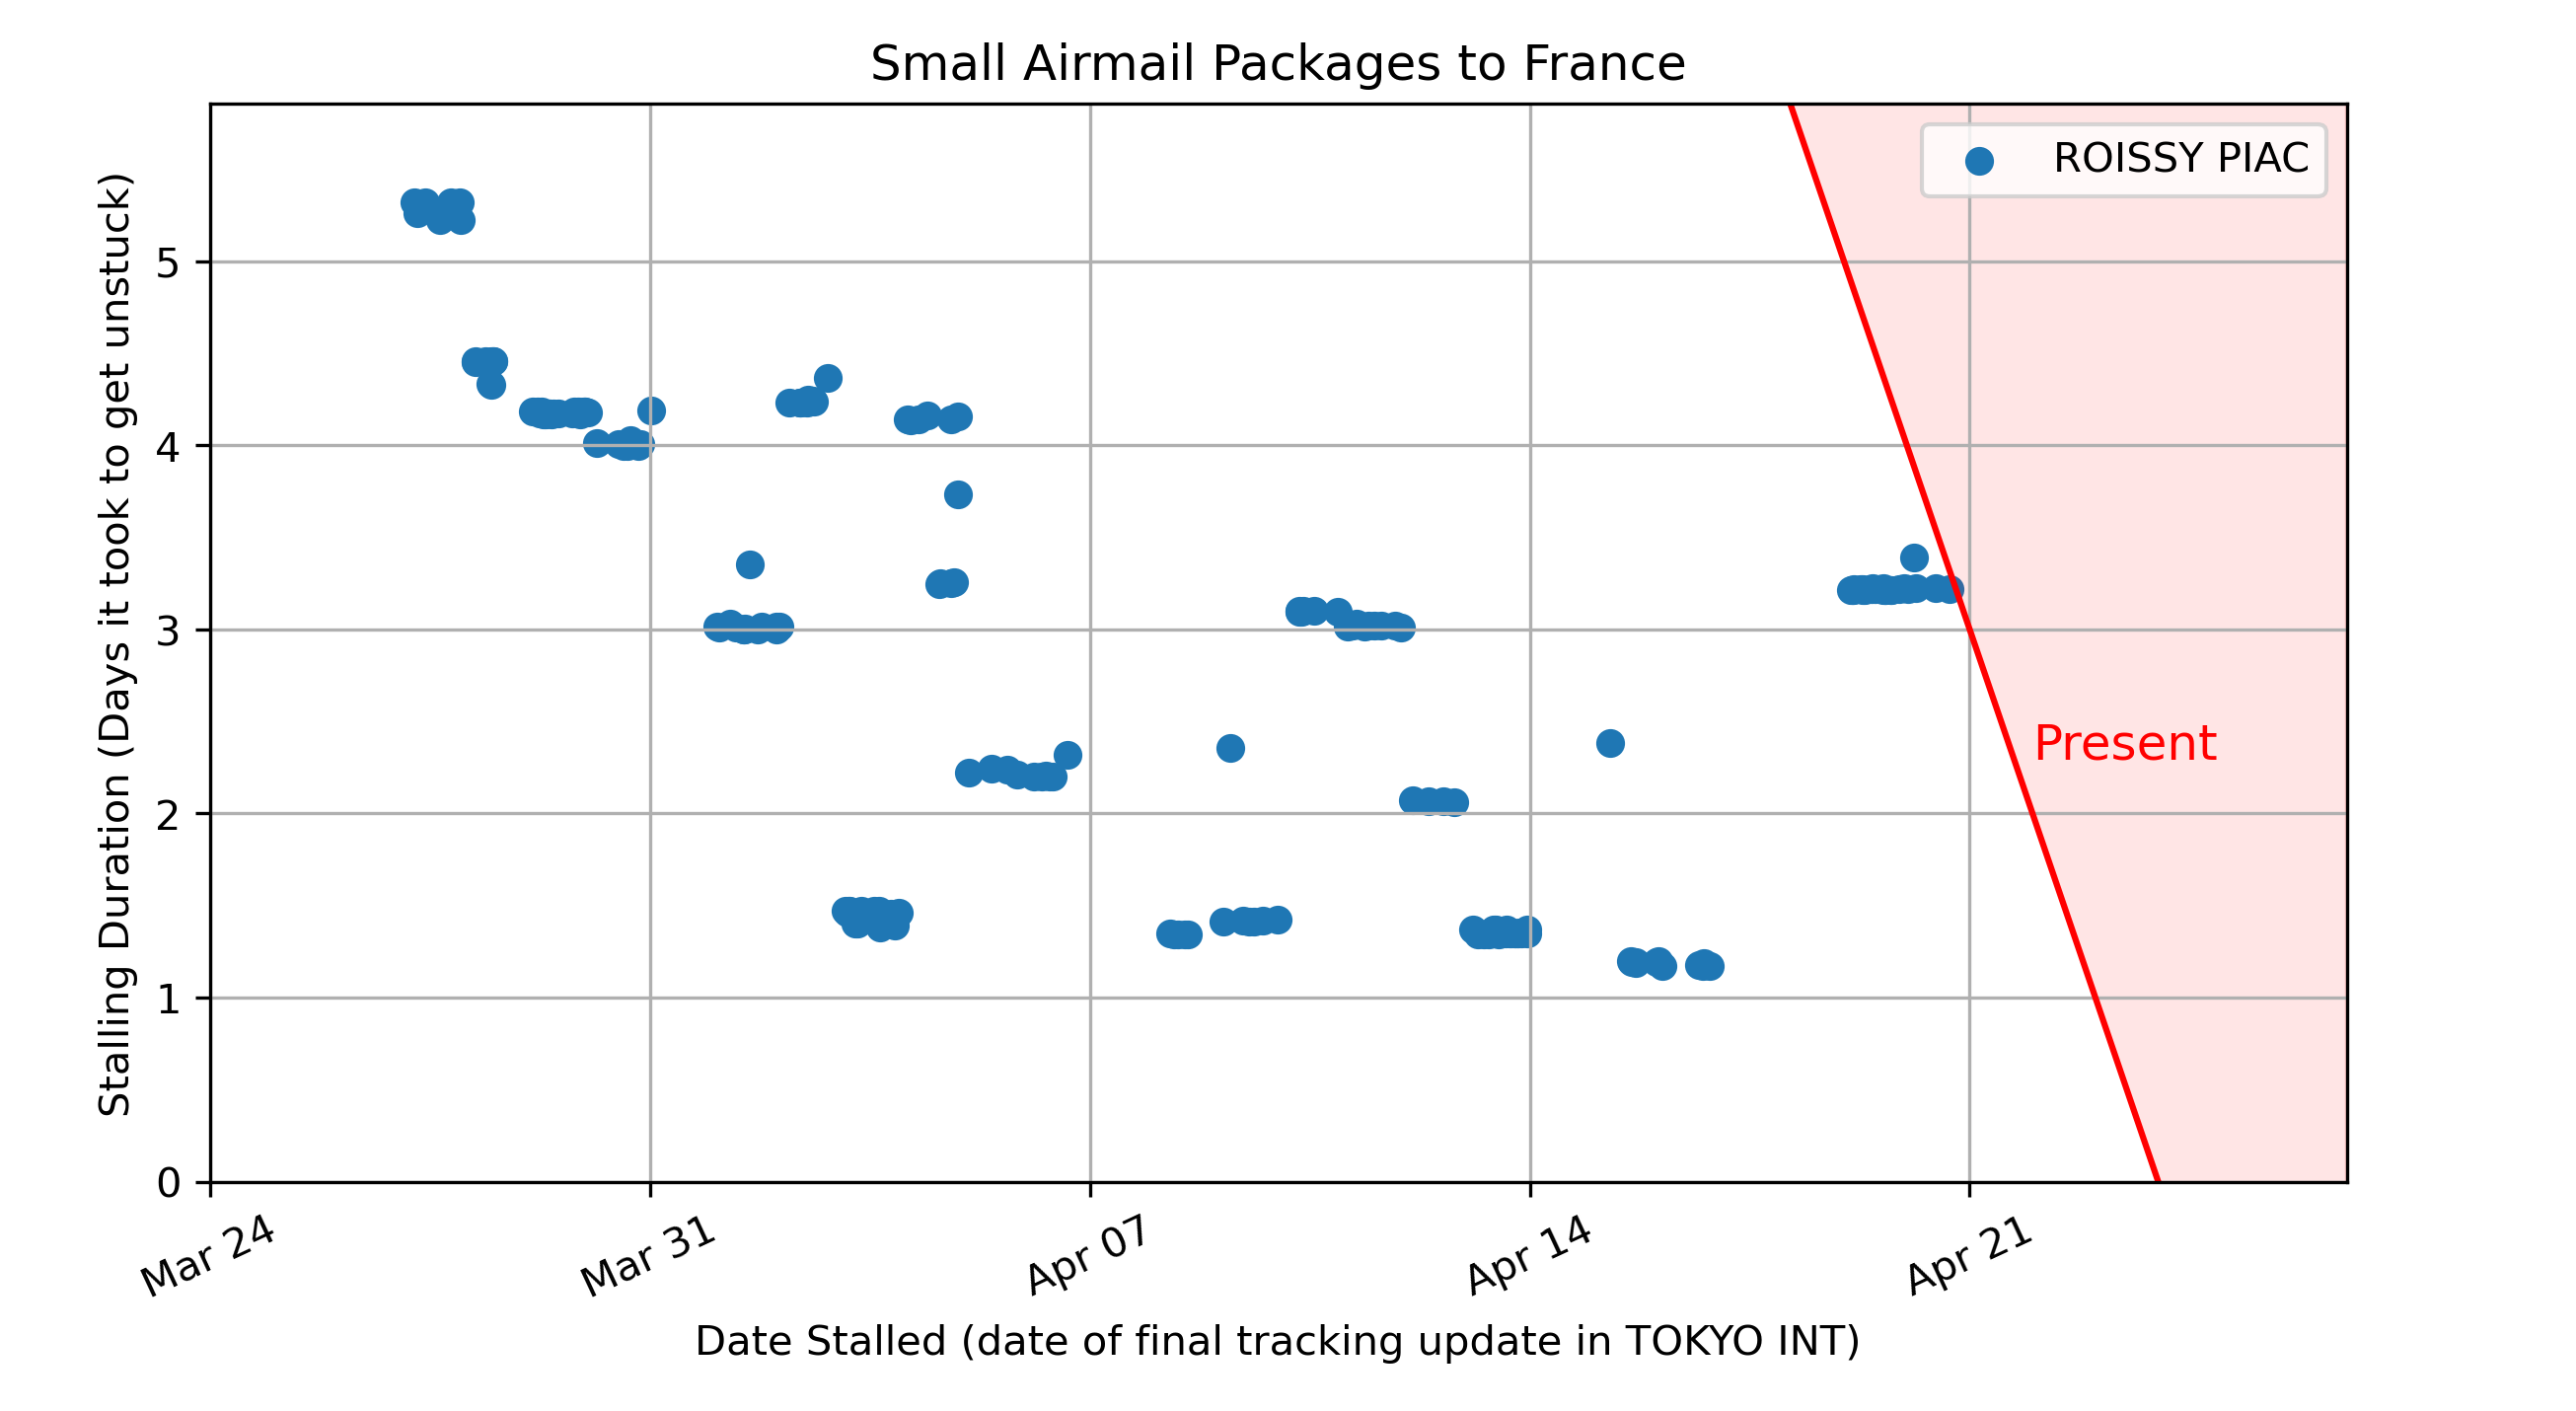 Small Airmail Packages to France
ROISSY PIAC
Stalling Duration (Days it took to get unstuck)
5
4
3
2
1
0
Present
Mar 24
Mar 31
Apr 07
Apr 14
Apr 21
Date Stalled (date of final tracking update in TOKYO INT)